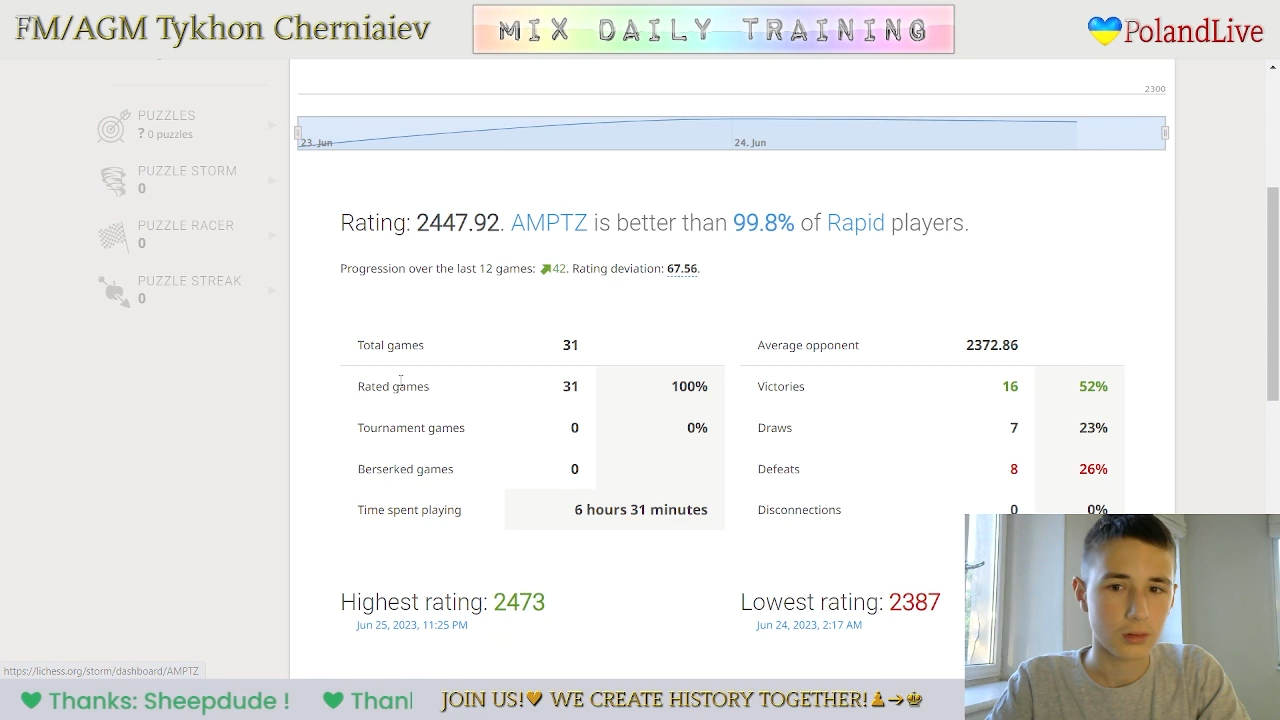 FM/AGM Tykhon Cherniaiev
MIX DAILY TRAINING
PolandLive
2300
23. Jun
24. Jun
PUZZLES
? 0 puzzles
PUZZLE STORM
0
PUZZLE RACER
0
PUZZLE STREAK
0
Rating: 2447.92. AMPTZ is better than 99.8% of Rapid players.
Progression over the last 12 games: 42. Rating deviation: 67.56.
Total games 31
Rated games 31 100%
Tournament games 0 0%
Berserked games 0
Time spent playing 6 hours 31 minutes
Average opponent 2372.86
Victories 16 52%
Draws 7 23%
Defeats 8 26%
Disconnections 0 0%
Highest rating: 2473
Jun 25, 2023, 11:25 PM
Lowest rating: 2387
Jun 24, 2023, 2:17 AM
https://lichess.org/storm/dashboard/AMPTZ
Thanks: Sheepdude !
JOIN US! WE CREATE HISTORY TOGETHER!